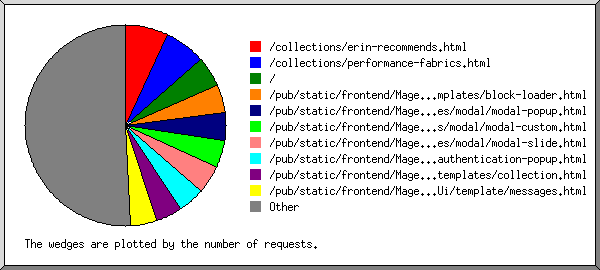 /collections/erin-recommends.html
/collections/performance-fabrics.html
/
/pub/static/frontend/Mage...mplates/block-loader.html
/pub/static/frontend/Mage...es/modal/modal-popup.html
/pub/static/frontend/Mage...s/modal/modal-custom.html
/pub/static/frontend/Mage...es/modal/modal-slide.html
/pub/static/frontend/Mage...authentication-popup.html
/pub/static/frontend/Mage...templates/collection.html
/pub/static/frontend/Mage...Ui/template/messages.html
Other
The wedges are plotted by the number of requests.